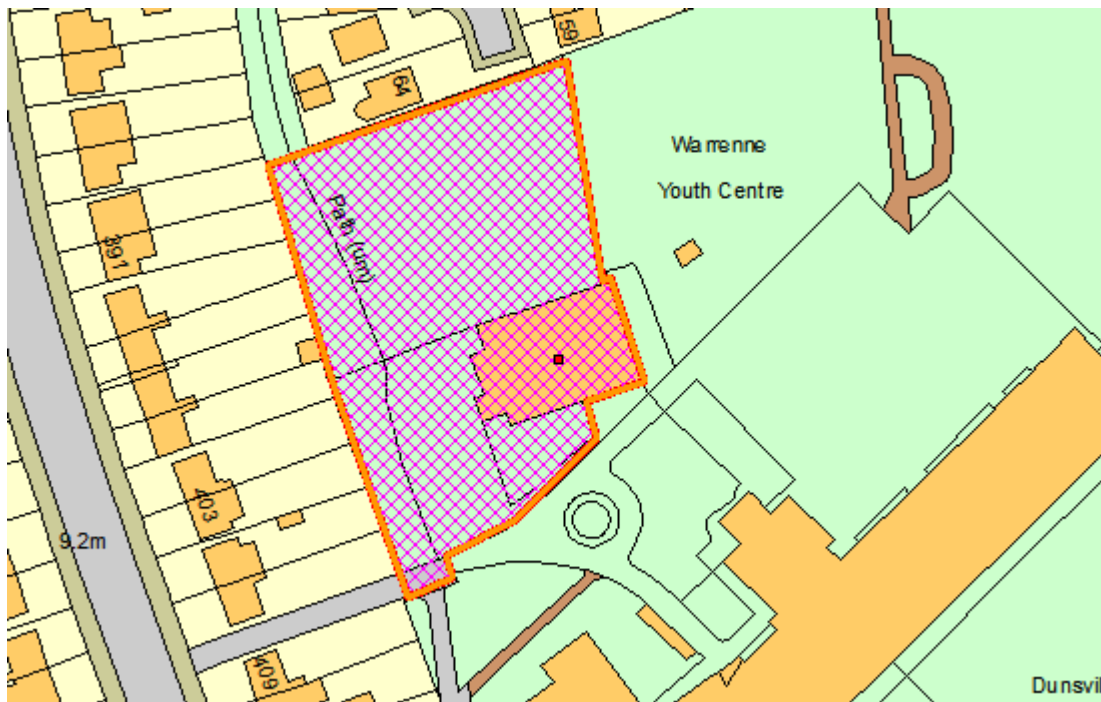 59
64
Warrenne
Youth Centre
Path (um)
391
403
9.2m
409
Dunsvil